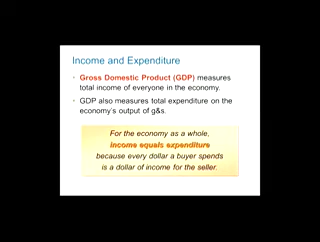 Income and Expenditure
Gross Domestic Product (GDP) measures
total income of everyone in the economy.
GDP also measures total expenditure on the
economy's output of g&s.
For the economy as a whole,
income equals expenditure
because every dollar a buyer spends
is a dollar of income for the seller.